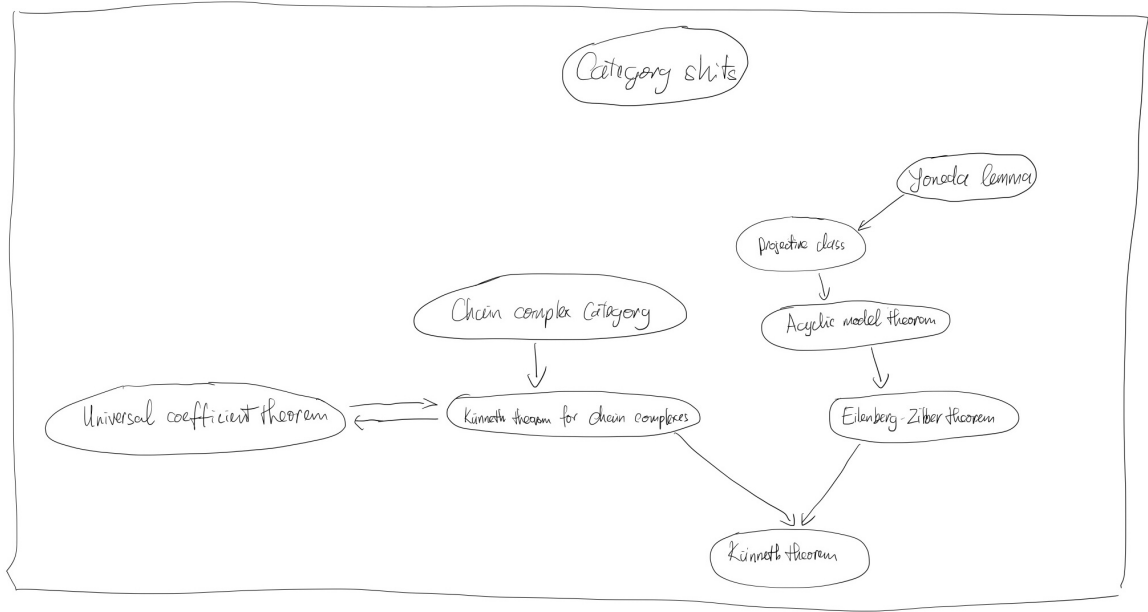 Category shits
Yoneda lemma
Projective class
Chain complex Category
Acyclic model theorem
Universal coefficient theorem
Künneth theorem for chain complexes
Eilenberg-Zilber theorem
Künneth theorem